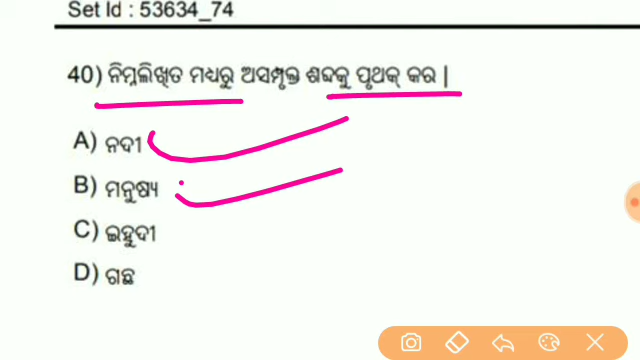 Set Id : 53634_74
40) ନିମ୍ନଲିଖିତ ମଧ୍ୟରୁ ଅସମ୍ପୃକ୍ତ ଶବ୍ଦକୁ ପୃଥକ୍ କର |
A) ନଦୀ
B) ମନୁଷ୍ୟ
C) ଇହୁଦୀ
D) ଗଛ